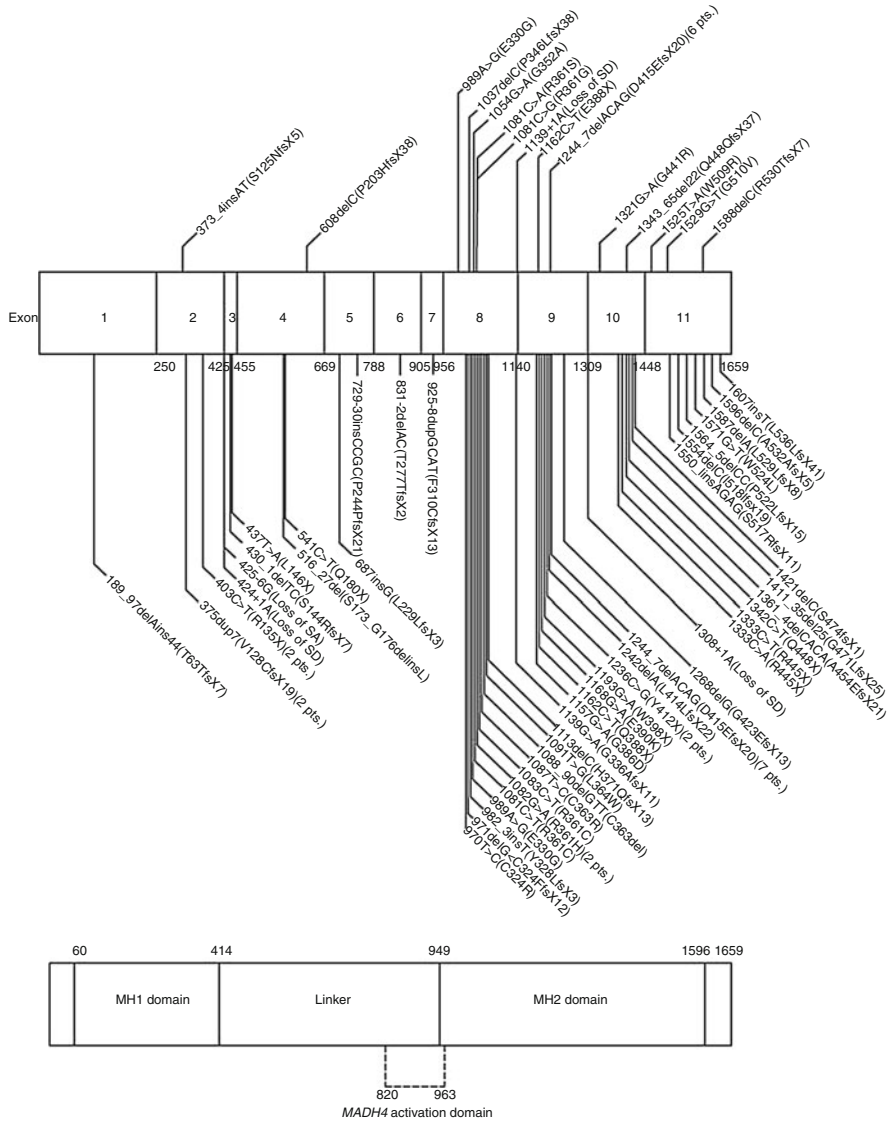 989A>G(E330G)
1037delC(P346LfsX38)
1054G>A(G352A)
1081C>A(R361S)
1081C>G(R361G)
1139+1A(Loss of SD)
1162C>T(E388X)
1244_7delACAG(D415EfsX20)(6 pts.)
373_4insAT(S125NfsX5)
608delC(P203HfsX38)
1321G>A(G441R)
1343_65del22(Q448QfsX37)
1525T>A(W509R)
1529G>T(G510V)
1588delC(R530TfsX7)
Exon 1 2 3 4 5 6 7 8 9 10 11
250 425 455 669 788 905 956 1140 1309 1448 1659
189_97delAins44(T63TfsX7)
375dup7(V128CfsX19)(2 pts.)
403C>T(R135X)(2 pts.)
424+1A(Loss of SD)
425-6G(Loss of SA)
430_1delTC(S144RfsX7)
437T>A(L146X)
516_27del(S173_G176delinsL)
541C>T(Q180X)
687insG(L229LfsX3)
729-30insCCGC(P244PfsX21)
831-2delAC(T277TfsX2)
925-8dupGCAT(F310CfsX13)
970T>C(C324R)
971delG<C324FfsX12)
982_3insT(Y328LfsX3)
989A>G(E330G)
1081C>T(R361C)
1082G>A(R361H)(2 pts.)
1083C>T(R361C)
1087T>C(C363R)
1088_90delGTT(C363del)
1091T>G(L364W)
1113delC(H371QfsX13)
1139G>A(G336AfsX11)
1157G>A(G386D)
1162C>T(Q388X)
1168G>A(E390K)
1193G>A(W398X)
1236C>G(Y412X)(2 pts.)
1242delA(L414LfsX22)
1244_7delACAG(D415EfsX20)(7 pts.)
1268delG(G423EfsX13)
1308+1A(Loss of SD)
1333C>A(R445X)
1333C>T(R445X)
1342C>T(Q448X)
1361_4delCACA(A454EfsX21)
1411_35del25(G471LfsX25)
421delC(S474fsX1)
1550_IinsAGAG(S517RfsX11)
1554delC(I518Ifsx19)
1564_5delCC(P522LfsX15)
1571G>T(W524L)
1587delA(L529LfsX8)
1596delC(A532AfsX5)
1607insT(L536LfsX41)
60 414 949 1596 1659
MH1 domain Linker MH2 domain
820 963
MADH4 activation domain